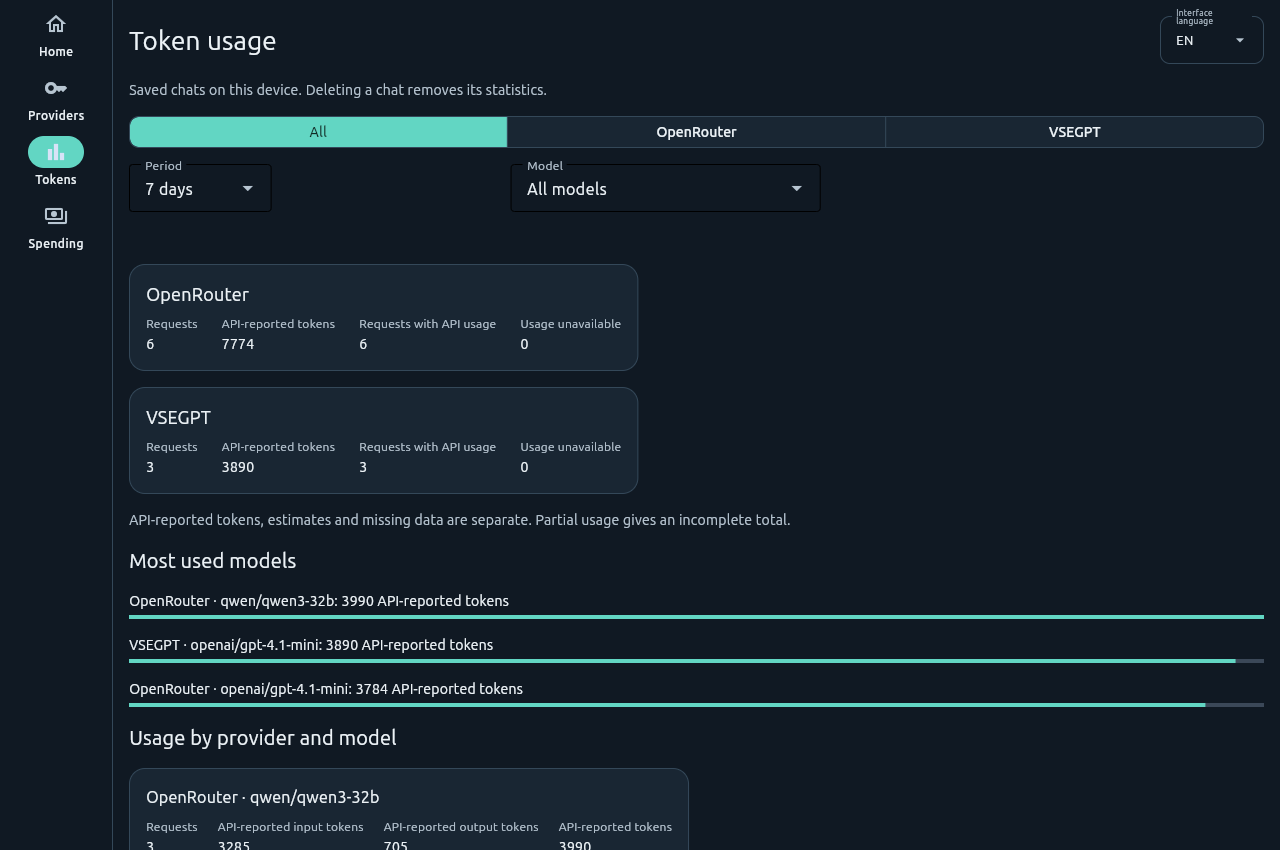 Home
Providers
Tokens
Spending
Token usage
Interface
language
EN
Saved chats on this device. Deleting a chat removes its statistics.
All
OpenRouter
VSEGPT
Period
7 days
Model
All models
OpenRouter
Requests API-reported tokens Requests with API usage Usage unavailable
6 7774 6 0
VSEGPT
Requests API-reported tokens Requests with API usage Usage unavailable
3 3890 3 0
API-reported tokens, estimates and missing data are separate. Partial usage gives an incomplete total.
Most used models
OpenRouter · qwen/qwen3-32b: 3990 API-reported tokens
VSEGPT · openai/gpt-4.1-mini: 3890 API-reported tokens
OpenRouter · openai/gpt-4.1-mini: 3784 API-reported tokens
Usage by provider and model
OpenRouter · qwen/qwen3-32b
Requests API-reported input tokens API-reported output tokens API-reported tokens
3 3285 705 3990